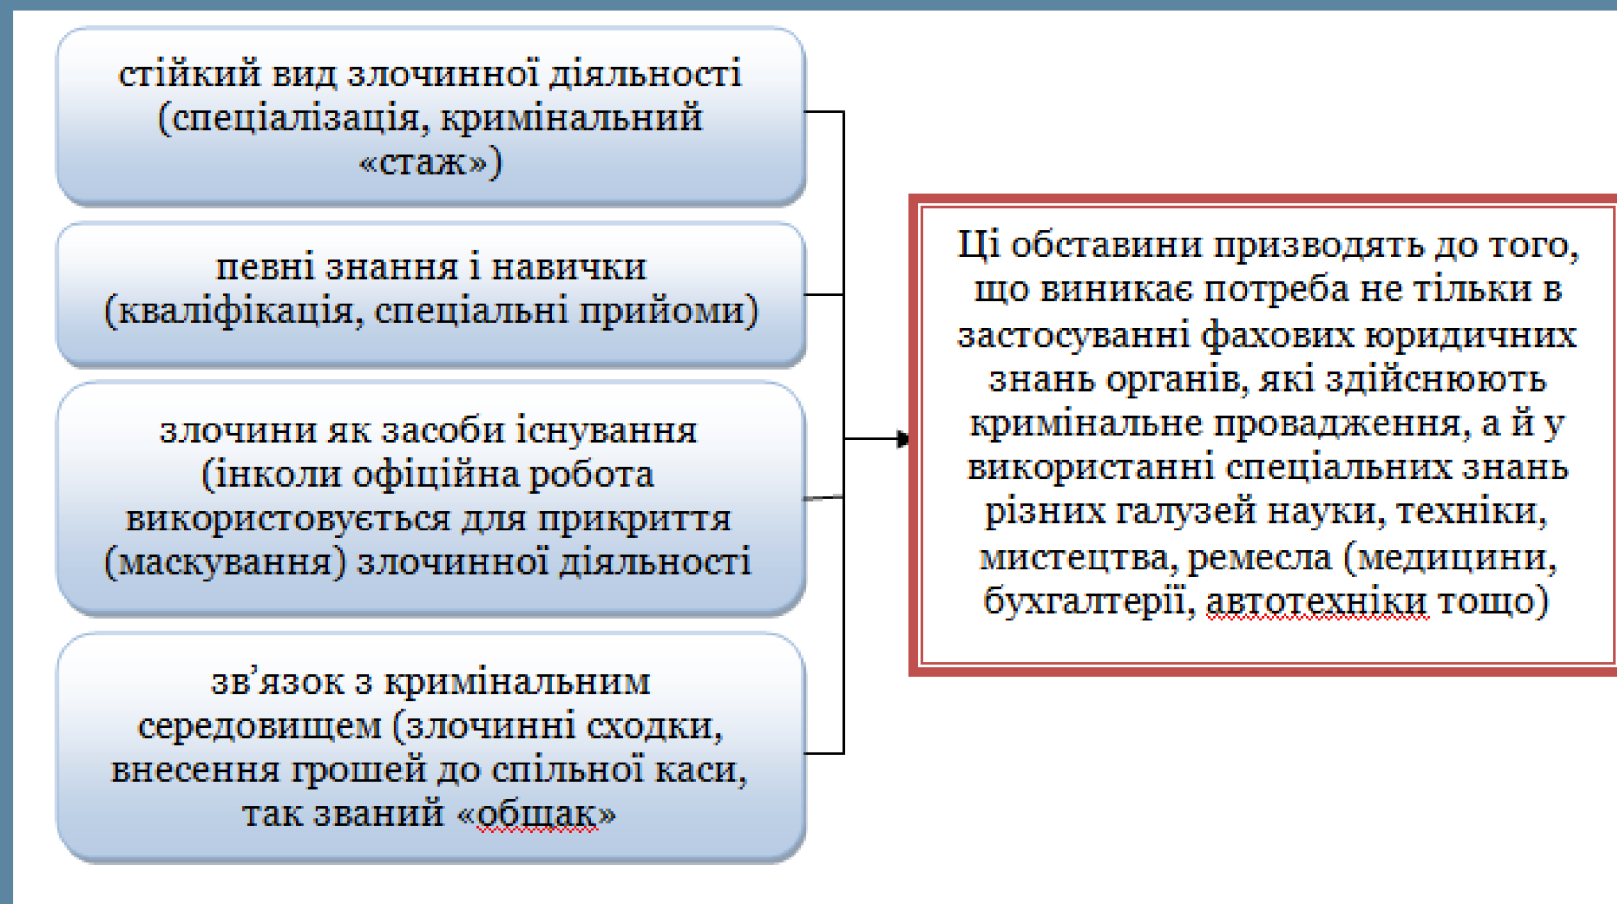 стійкий вид злочинної діяльності
(спеціалізація, кримінальний
«стаж»)
певні знання і навички
(кваліфікація, спеціальні прийоми)
злочини як засоби існування
(інколи офіційна робота
використовується для прикриття
(маскування) злочинної діяльності
зв’язок з кримінальним
середовищем (злочинні сходки,
внесення грошей до спільної каси,
так званий «общак»
Ці обставини призводять до того,
що виникає потреба не тільки в
застосуванні фахових юридичних
знань органів, які здійснюють
кримінальне провадження, а й у
використанні спеціальних знань
різних галузей науки, техніки,
мистецтва, ремесла (медицини,
бухгалтерії, автотехніки тощо)